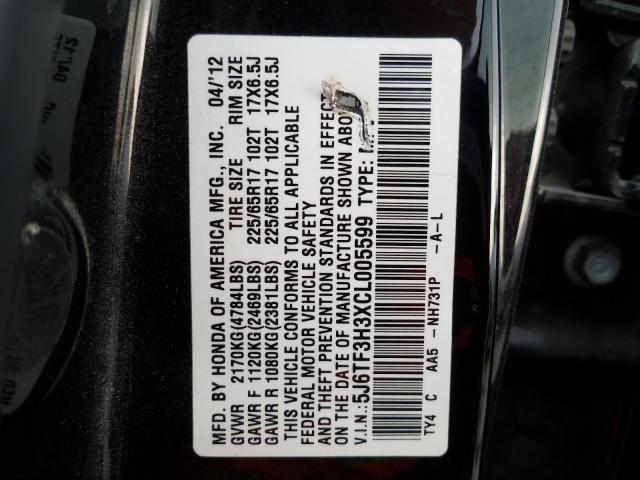 MFD. BY HONDA OF AMERICA MFG., INC. 04/12
GVWR 2170KG(4784LBS) TIRE SIZE RIM SIZE
GAWR F 1120KG(2469LBS) 225/65R17 102T 17X6.5J
GAWR R 1080KG(2381LBS) 225/65R17 102T 17X6.5J
THIS VEHICLE CONFORMS TO ALL APPLICABLE
FEDERAL MOTOR VEHICLE SAFETY
AND THEFT PREVENTION STANDARDS IN EFFECT
ON THE DATE OF MANUFACTURE SHOWN ABOVE.
V.I.N.:5J6TF3H3XCL005599 TYPE:
TY4 C AA5 -NH731P -A-L